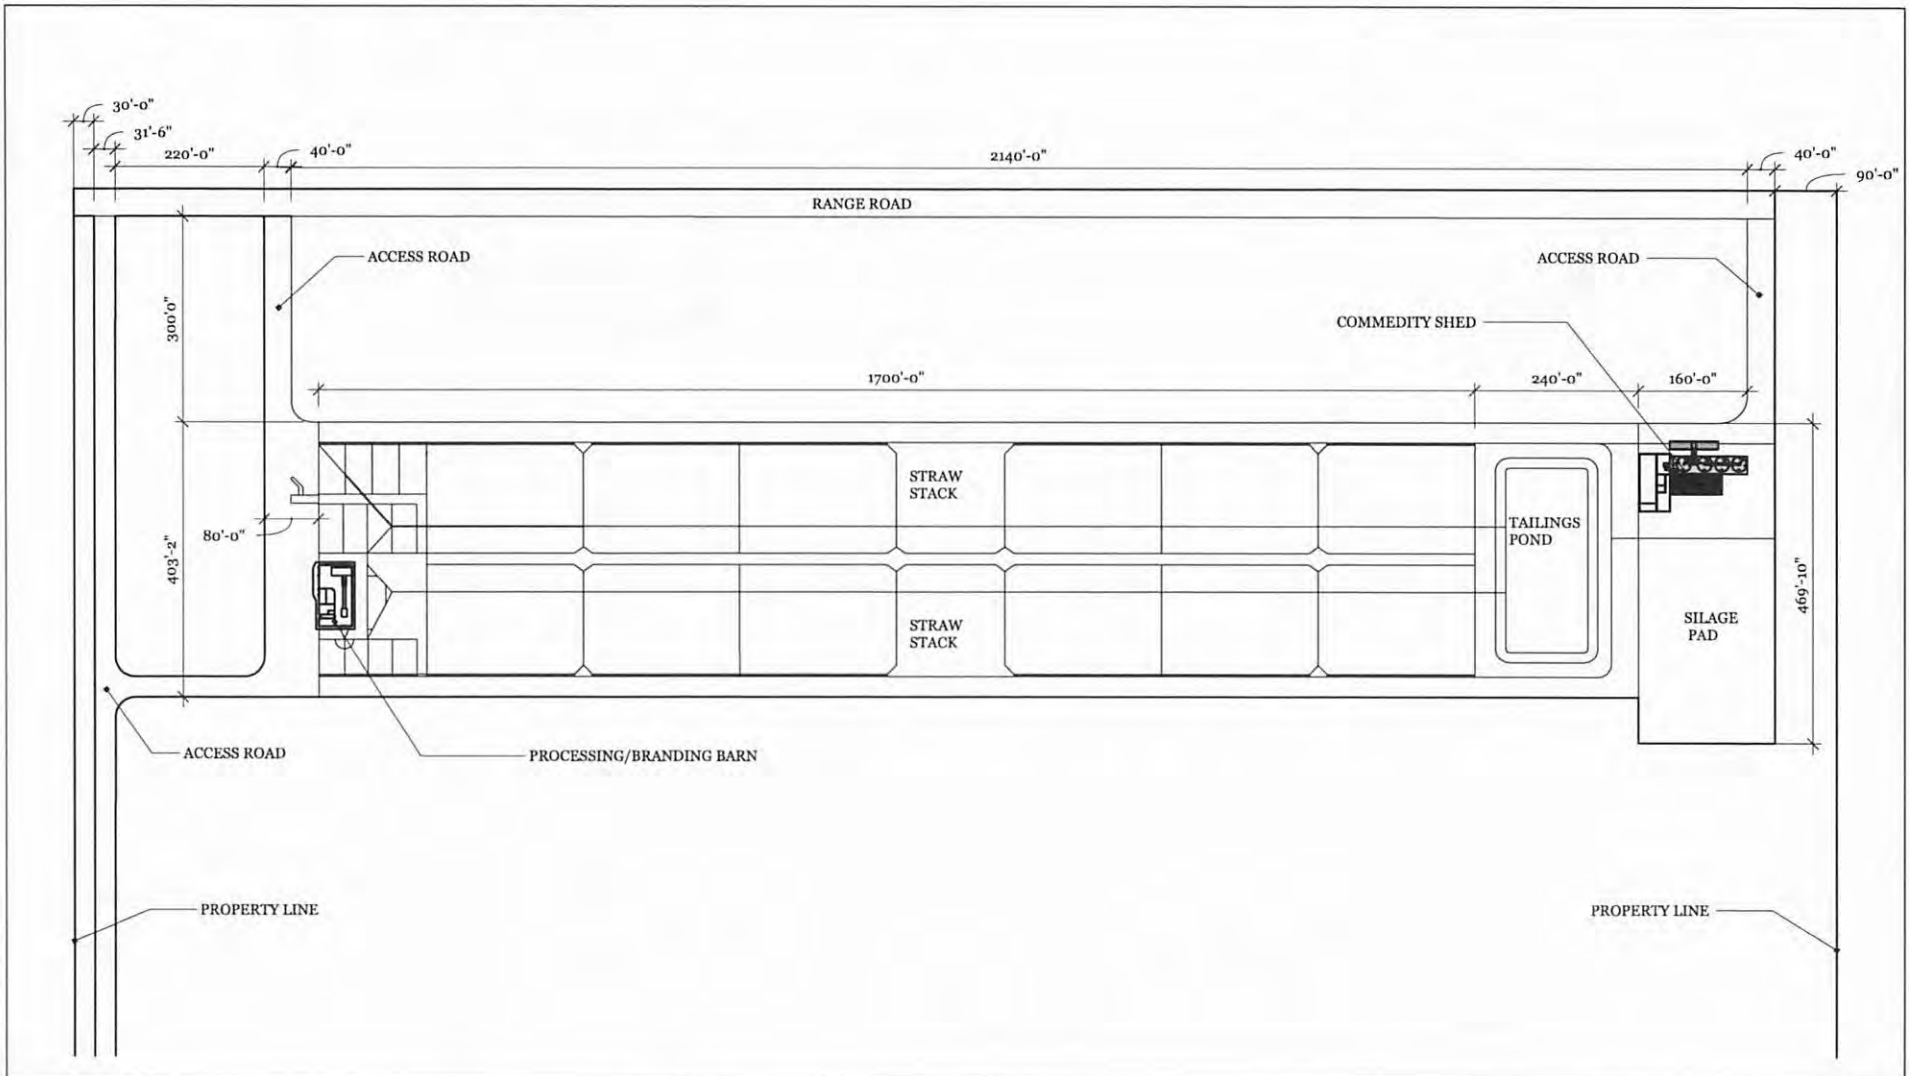 30'-0"
31'-6"
220'-0"
40'-0"
2140'-0"
40'-0"
90'-0"
RANGE ROAD
ACCESS ROAD
ACCESS ROAD
300'0"
COMMEDITY SHED
1700'-0"
240'-0"
160'-0"
STRAW
STACK
TAILINGS
POND
80'-0"
403'-2"
469'-10"
STRAW
STACK
SILAGE
PAD
ACCESS ROAD
PROCESSING/BRANDING BARN
PROPERTY LINE
PROPERTY LINE